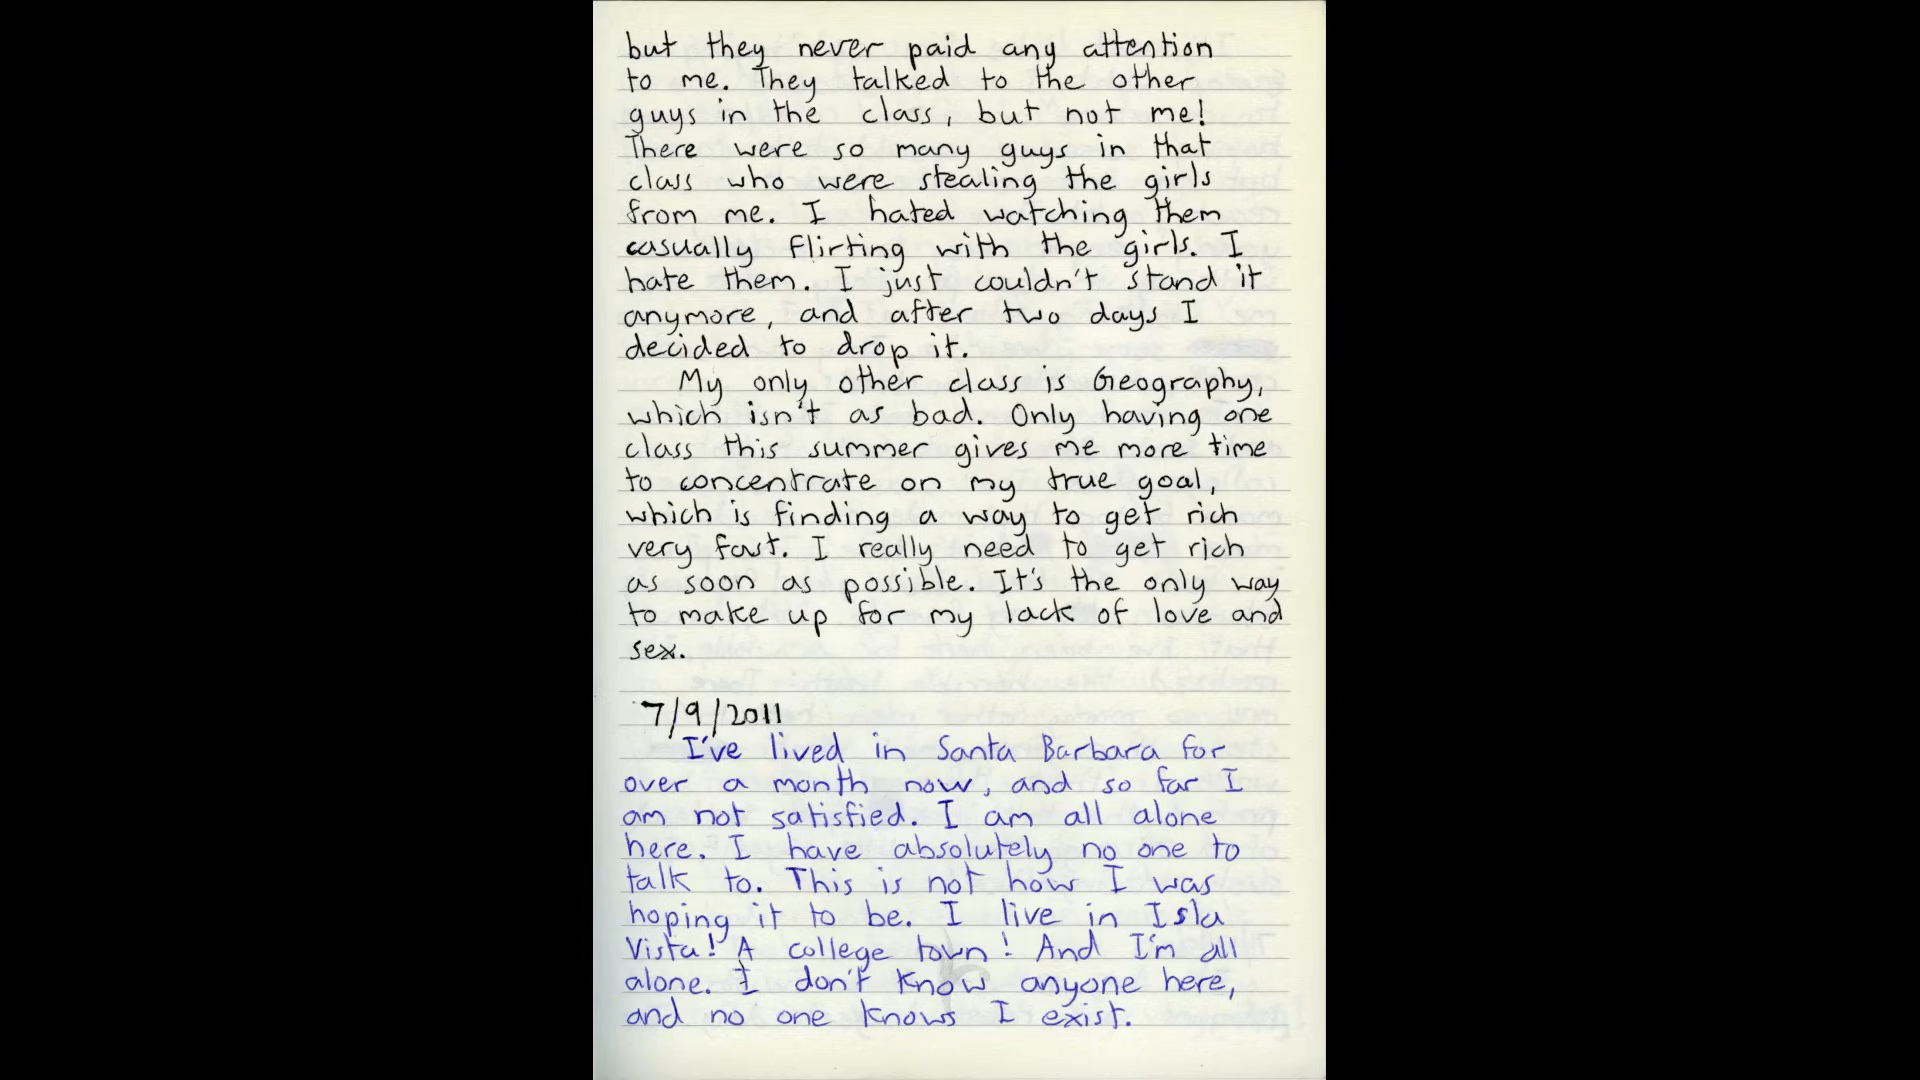 but they never paid any attention
to me. They talked to the other
guys in the class, but not me!
There were so many guys in that
class who were stealing the girls
from me. I hated watching them
casually flirting with the girls. I
hate them. I just couldn't stand it
anymore, and after two days I
decided to drop it.
My only other class is Geography,
which isn't as bad. Only having one
class this summer gives me more time
to concentrate on my true goal,
which is finding a way to get rich
very fast. I really need to get rich
as soon as possible. It's the only way
to make up for my lack of love and
sex.
7/9/2011
I've lived in Santa Barbara for
over a month now, and so far I
am not satisfied. I am all alone
here. I have absolutely no one to
talk to. This is not how I was
hoping it to be. I live in Isla
Vista! A college town! And I'm all
alone. I don't know anyone here,
and no one knows I exist.